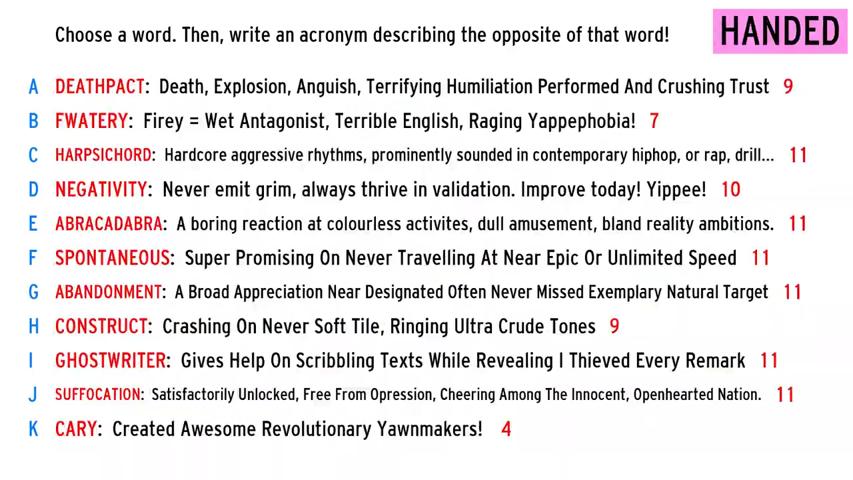 Choose a word. Then, write an acronym describing the opposite of that word!
HANDED
A DEATHPACT: Death, Explosion, Anguish, Terrifying Humiliation Performed And Crushing Trust 9
B FWATERY: Firey = Wet Antagonist, Terrible English, Raging Yappephobia! 7
C HARPSICHORD: Hardcore aggressive rhythms, prominently sounded in contemporary hiphop, or rap, drill... 11
D NEGATIVITY: Never emit grim, always thrive in validation. Improve today! Yippee! 10
E ABRACADABRA: A boring reaction at colourless activites, dull amusement, bland reality ambitions. 11
F SPONTANEOUS: Super Promising On Never Travelling At Near Epic Or Unlimited Speed 11
G ABANDONMENT: A Broad Appreciation Near Designated Often Never Missed Exemplary Natural Target 11
H CONSTRUCT: Crashing On Never Soft Tile, Ringing Ultra Crude Tones 9
I GHOSTWRITER: Gives Help On Scribbling Texts While Revealing I Thieved Every Remark 11
J SUFFOCATION: Satisfactorily Unlocked, Free From Opression, Cheering Among The Innocent, Openhearted Nation. 11
K CARY: Created Awesome Revolutionary Yawnmakers! 4